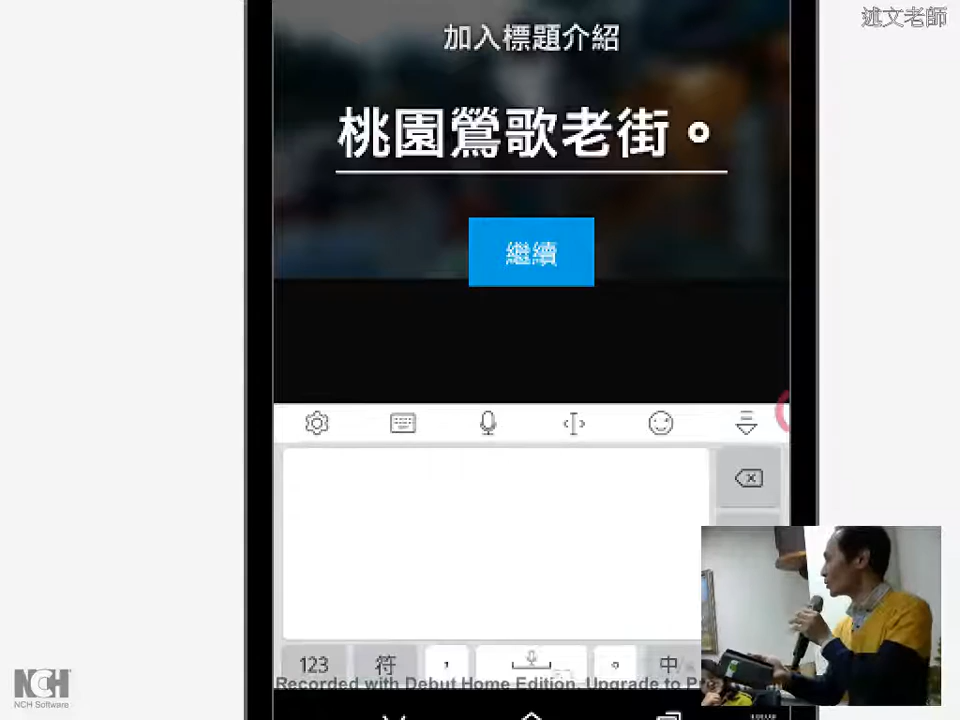 述文老師
加入標題介紹
桃園鶯歌老街。
繼續
123 符 , 。 中
Recorded with Debut Home Edition. Upgrade to Pr
NCH
NCH Software